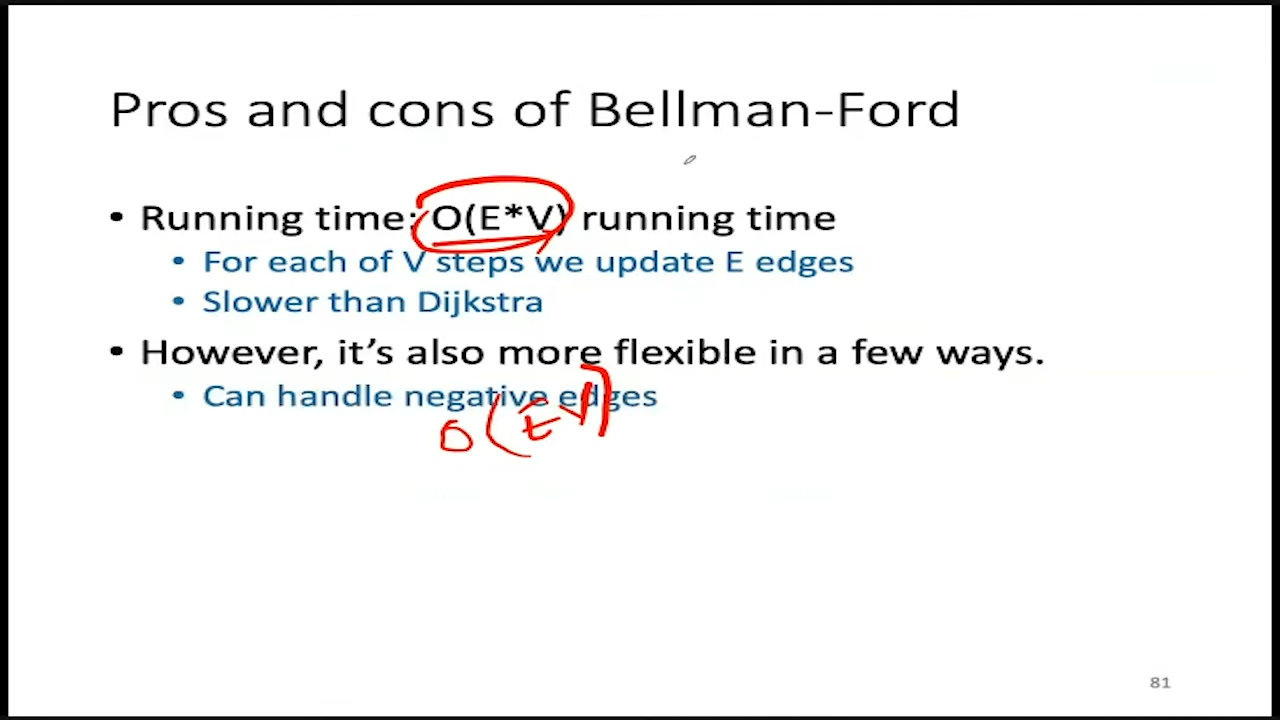 Pros and cons of Bellman-Ford
• Running time: O(E*V) running time
• For each of V steps we update E edges
• Slower than Dijkstra
• However, it's also more flexible in a few ways.
• Can handle negative edges
O(EV)
81